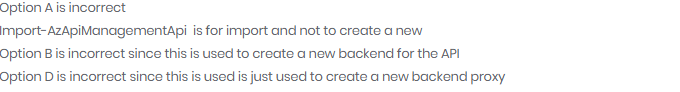 Option A is incorrect
Import-AzApiManagementApi  is for import and not to create a new
Option B is incorrect since this is used to create a new backend for the API
Option D is incorrect since this is used is just used to create a new backend proxy